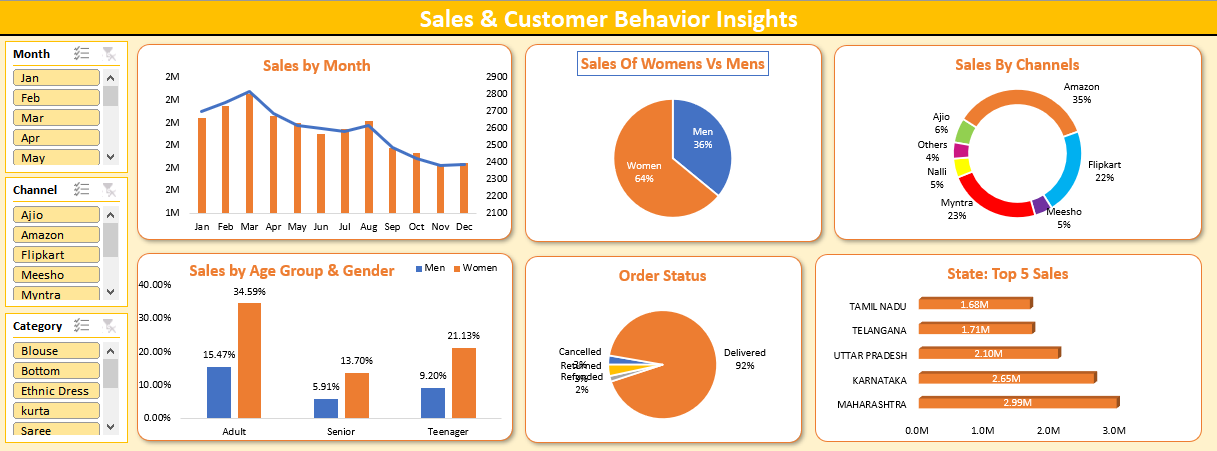 Sales & Customer Behavior Insights
Month
Jan
Feb
Mar
Apr
May
Channel
Ajio
Amazon
Flipkart
Meesho
Myntra
Category
Blouse
Bottom
Ethnic Dress
kurta
Saree
Sales by Month
2M
2M
2M
2M
2M
2M
1M
2900
2800
2700
2600
2500
2400
2300
2200
2100
Jan Feb Mar Apr May Jun Jul Aug Sep Oct Nov Dec
Sales Of Womens Vs Mens
Men
36%
Women
64%
Sales By Channels
Amazon
35%
Flipkart
22%
Meesho
5%
Myntra
23%
Nalli
5%
Others
4%
Ajio
6%
Sales by Age Group & Gender
Men Women
40.00%
30.00%
20.00%
10.00%
0.00%
15.47%
34.59%
5.91%
13.70%
9.20%
21.13%
Adult Senior Teenager
Order Status
Cancelled
3%
Returned
3%
Refunded
2%
Delivered
92%
State: Top 5 Sales
TAMIL NADU 1.68M
TELANGANA 1.71M
UTTAR PRADESH 2.10M
KARNATAKA 2.65M
MAHARASHTRA 2.99M
0.0M 1.0M 2.0M 3.0M